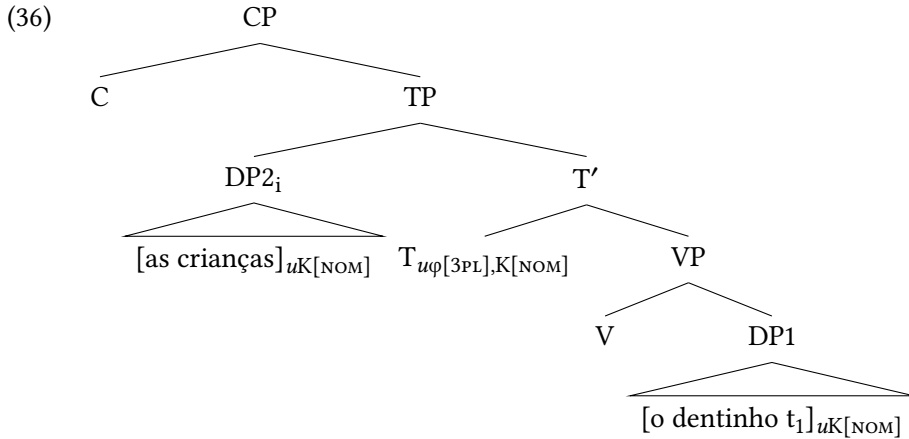 (36) CP
C TP
DP2ᵢ T′
[as crianças]uK[NOM] Tuφ[3PL],K[NOM] VP
V DP1
[o dentinho t₁]uK[NOM]